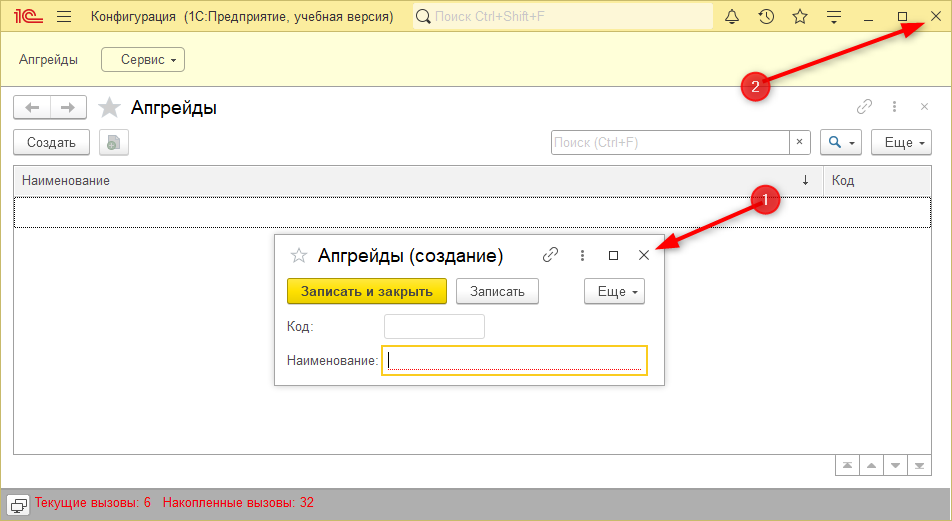 1С Конфигурация (1С:Предприятие, учебная версия) Поиск Ctrl+Shift+F
2
Апгрейды Сервис
Апгрейды
Создать Поиск (Ctrl+F) × Еще
Наименование ↓ Код
1
Апгрейды (создание)
Записать и закрыть Записать Еще
Код:
Наименование:
Текущие вызовы: 6 Накопленные вызовы: 32